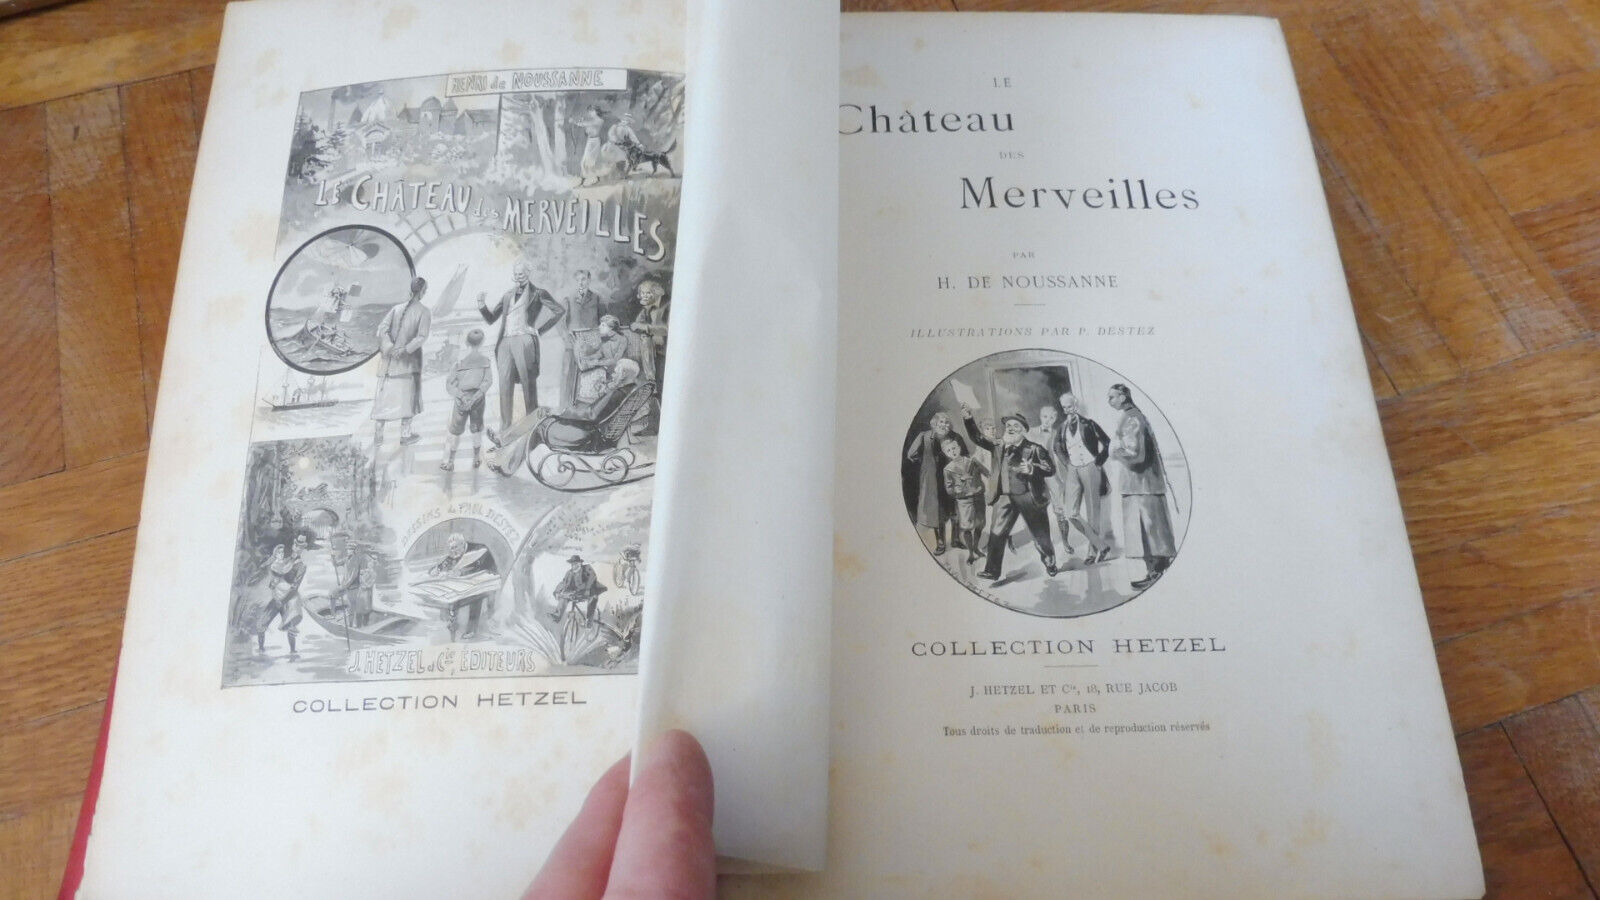 HENRI de NOUSSANNE
LE CHÂTEAU des MERVEILLES
DESSINS de PAUL DESTEZ
J. HETZEL & Cie, EDITEURS
COLLECTION HETZEL
LE
Château
DES
Merveilles
PAR
H. DE NOUSSANNE
ILLUSTRATIONS PAR P. DESTEZ
COLLECTION HETZEL
J. HETZEL ET Cie, 18, RUE JACOB
PARIS
Tous droits de traduction et de reproduction réservés